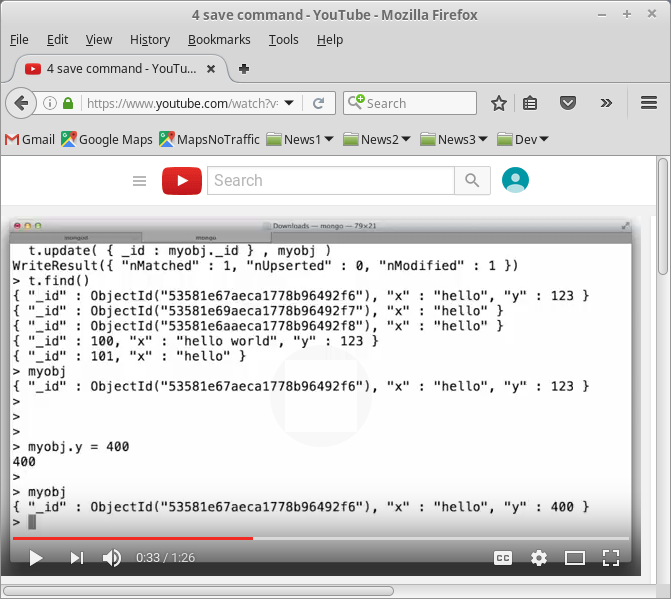 4 save command - YouTube - Mozilla Firefox
File Edit View History Bookmarks Tools Help
4 save command - YouTu...
https://www.youtube.com/watch?v= Search
Gmail Google Maps MapsNoTraffic News1 News2 News3 Dev
Search
Downloads — mongo — 79×21
mongod mongo
t.update( { _id : myobj._id } , myobj )
WriteResult({ "nMatched" : 1, "nUpserted" : 0, "nModified" : 1 })
> t.find()
{ "_id" : ObjectId("53581e67aeca1778b96492f6"), "x" : "hello", "y" : 123 }
{ "_id" : ObjectId("53581e69aeca1778b96492f7"), "x" : "hello" }
{ "_id" : ObjectId("53581e6aaeca1778b96492f8"), "x" : "hello" }
{ "_id" : 100, "x" : "hello world", "y" : 123 }
{ "_id" : 101, "x" : "hello" }
> myobj
{ "_id" : ObjectId("53581e67aeca1778b96492f6"), "x" : "hello", "y" : 123 }
>
>
>
> myobj.y = 400
400
>
> myobj
{ "_id" : ObjectId("53581e67aeca1778b96492f6"), "x" : "hello", "y" : 400 }
>
0:33 / 1:26 CC